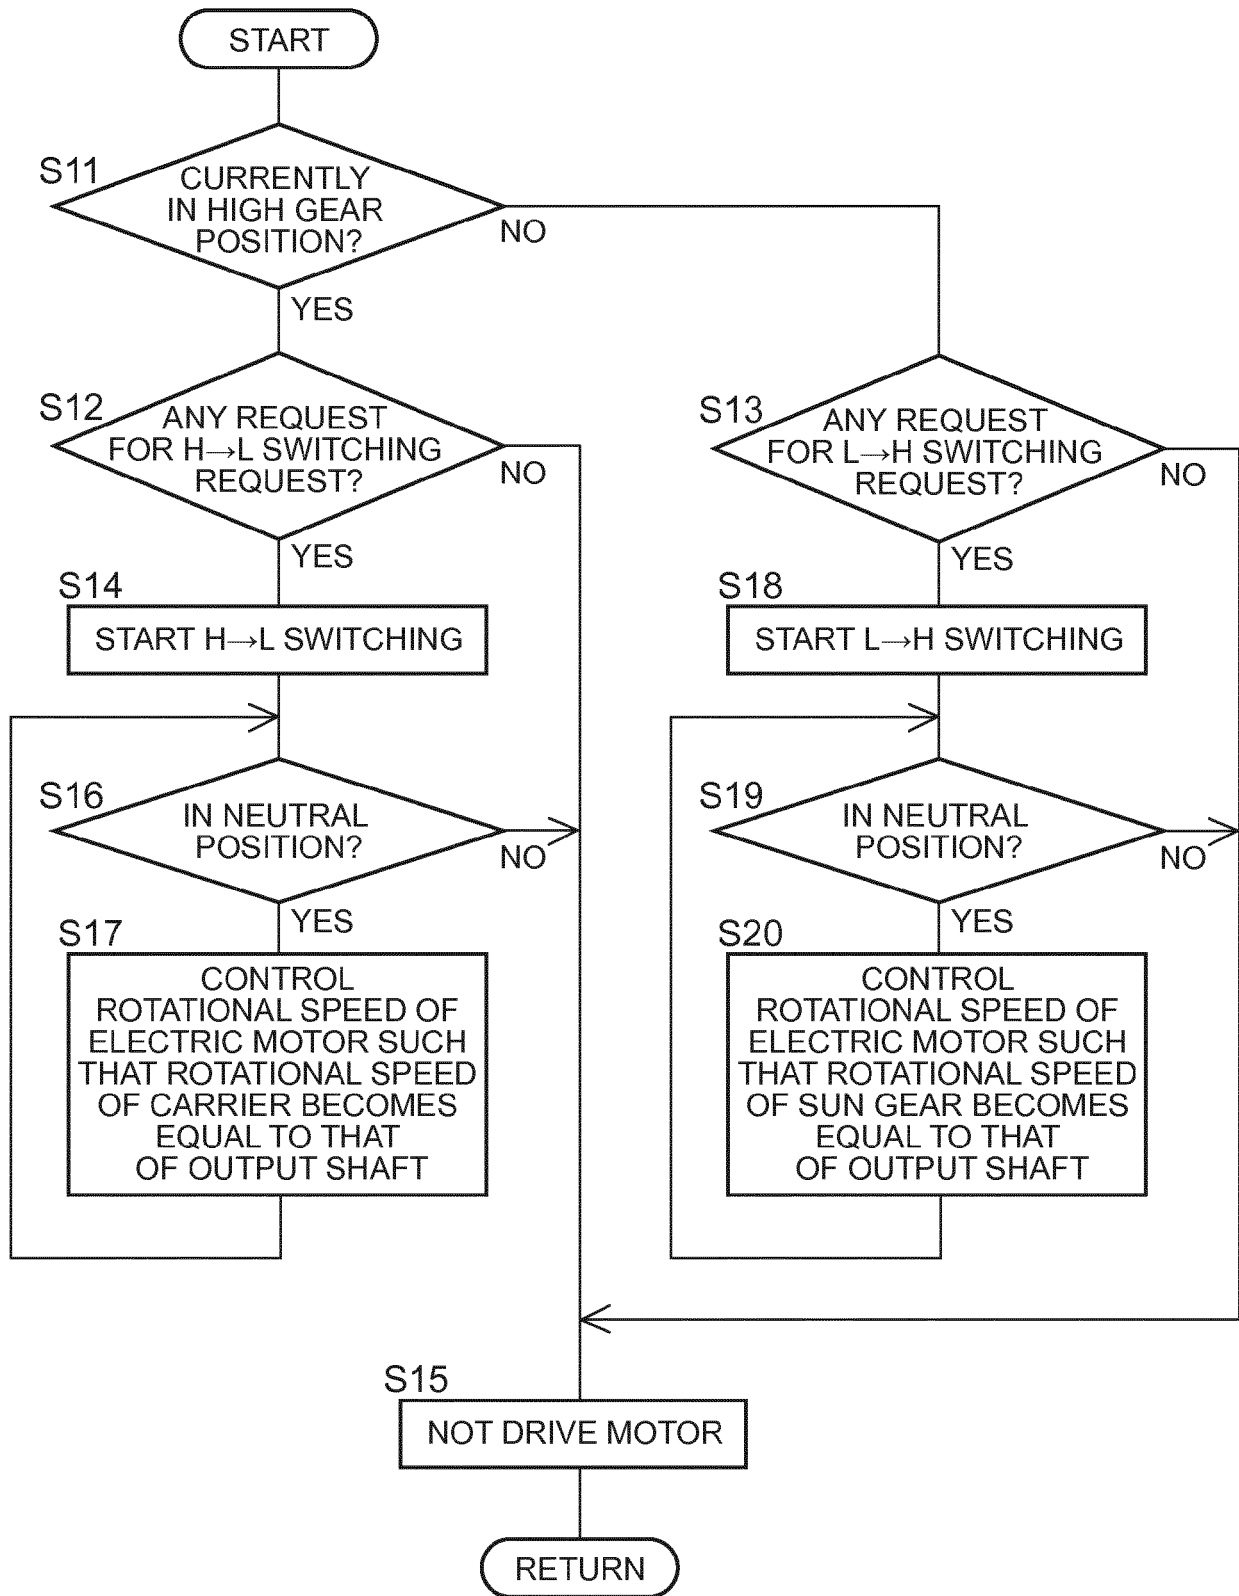 START
S11
CURRENTLY
IN HIGH GEAR
POSITION?
NO
YES
S12
ANY REQUEST
FOR H→L SWITCHING
REQUEST?
NO
YES
S13
ANY REQUEST
FOR L→H SWITCHING
REQUEST?
NO
YES
S14
START H→L SWITCHING
S18
START L→H SWITCHING
S16
IN NEUTRAL
POSITION?
NO
YES
S19
IN NEUTRAL
POSITION?
NO
YES
S17
CONTROL
ROTATIONAL SPEED OF
ELECTRIC MOTOR SUCH
THAT ROTATIONAL SPEED
OF CARRIER BECOMES
EQUAL TO THAT
OF OUTPUT SHAFT
S20
CONTROL
ROTATIONAL SPEED OF
ELECTRIC MOTOR SUCH
THAT ROTATIONAL SPEED
OF SUN GEAR BECOMES
EQUAL TO THAT
OF OUTPUT SHAFT
S15
NOT DRIVE MOTOR
RETURN